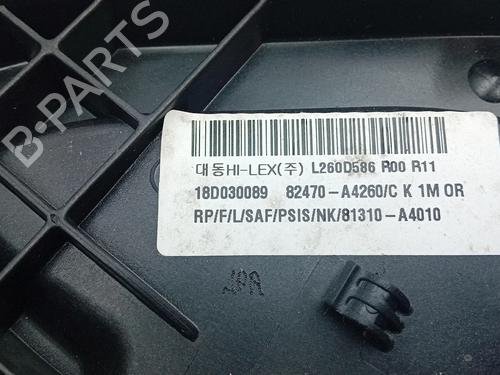 B-PARTS
대동HI-LEX(주) L260D586 R00 R11
18D030089 82470-A4260/C K 1M OR
RP/F/L/SAF/PSIS/NK/81310-A4010